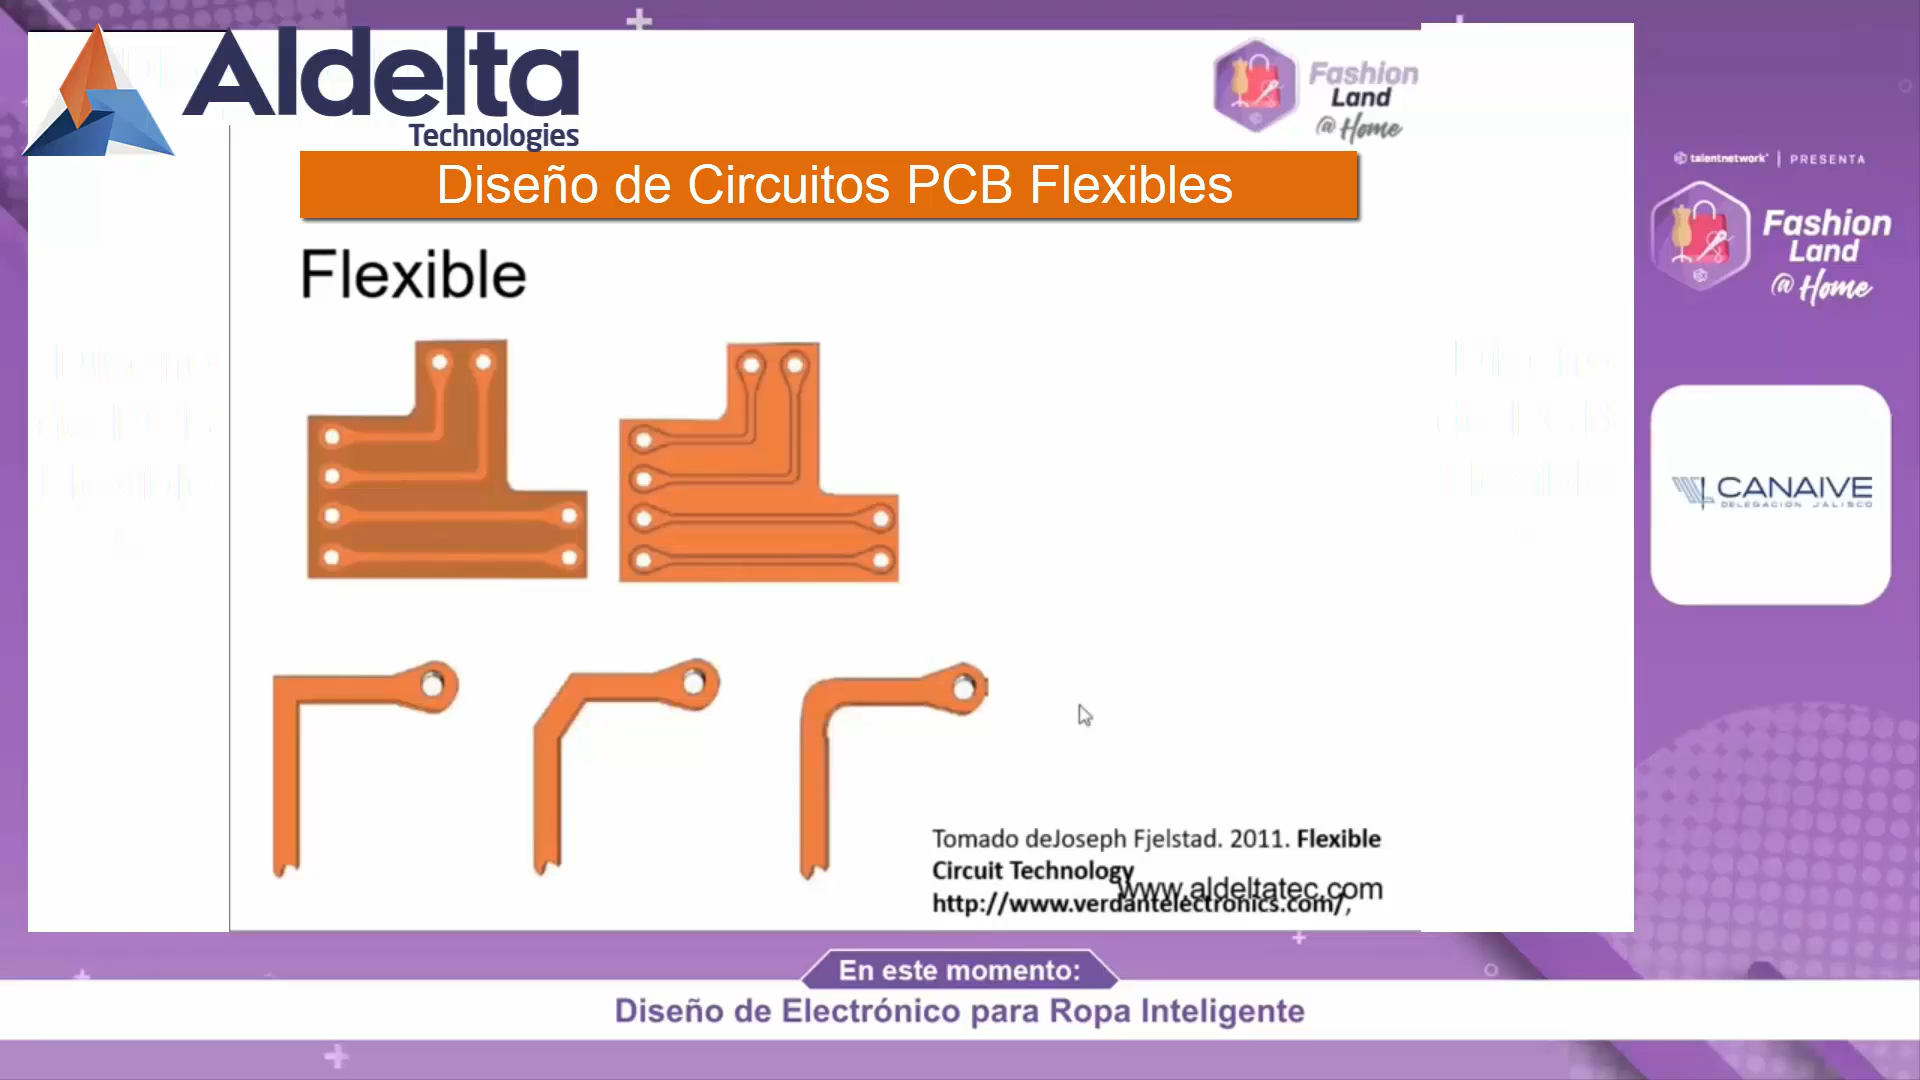 Aldelta
Technologies
Fashion
Land
@ Home
Diseño de Circuitos PCB Flexibles
Flexible
Tomado deJoseph Fjelstad. 2011. Flexible
Circuit Technology
www.aldeltatec.com
http://www.verdantelectronics.com/,
talentnetwork | PRESENTA
Fashion
Land
@ Home
CANAIVE
DELEGACIÓN JALISCO
En este momento:
Diseño de Electrónico para Ropa Inteligente